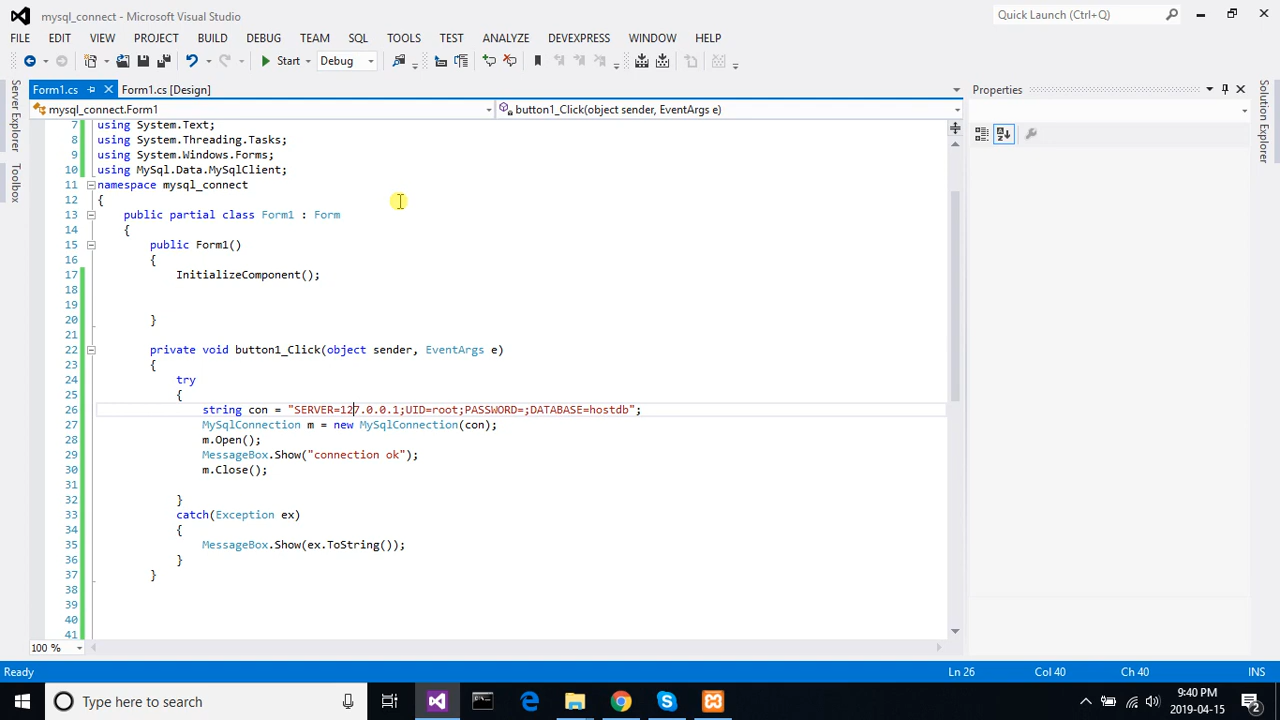 mysql_connect - Microsoft Visual Studio
Quick Launch (Ctrl+Q)
FILE EDIT VIEW PROJECT BUILD DEBUG TEAM SQL TOOLS TEST ANALYZE DEVEXPRESS WINDOW HELP
Start Debug
Form1.cs Form1.cs [Design]
Properties
mysql_connect.Form1 button1_Click(object sender, EventArgs e)
Server Explorer
Toolbox
Solution Explorer
7 using System.Text;
8 using System.Threading.Tasks;
9 using System.Windows.Forms;
10 using MySql.Data.MySqlClient;
11 namespace mysql_connect
12 {
13 public partial class Form1 : Form
14 {
15 public Form1()
16 {
17 InitializeComponent();
18
19
20 }
21
22 private void button1_Click(object sender, EventArgs e)
23 {
24 try
25 {
26 string con = "SERVER=127.0.0.1;UID=root;PASSWORD=;DATABASE=hostdb";
27 MySqlConnection m = new MySqlConnection(con);
28 m.Open();
29 MessageBox.Show("connection ok");
30 m.Close();
31
32 }
33 catch(Exception ex)
34 {
35 MessageBox.Show(ex.ToString());
36 }
37 }
38
39
40
41
100 %
Ready Ln 26 Col 40 Ch 40 INS
Type here to search
9:40 PM
2019-04-15
2